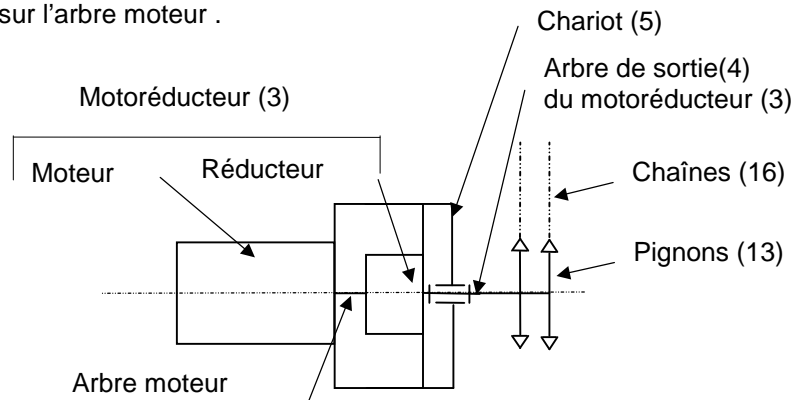 sur l’arbre moteur .
Chariot (5)
Arbre de sortie(4)
du motoréducteur (3)
Motoréducteur (3)
Moteur
Réducteur
Chaînes (16)
Pignons (13)
Arbre moteur